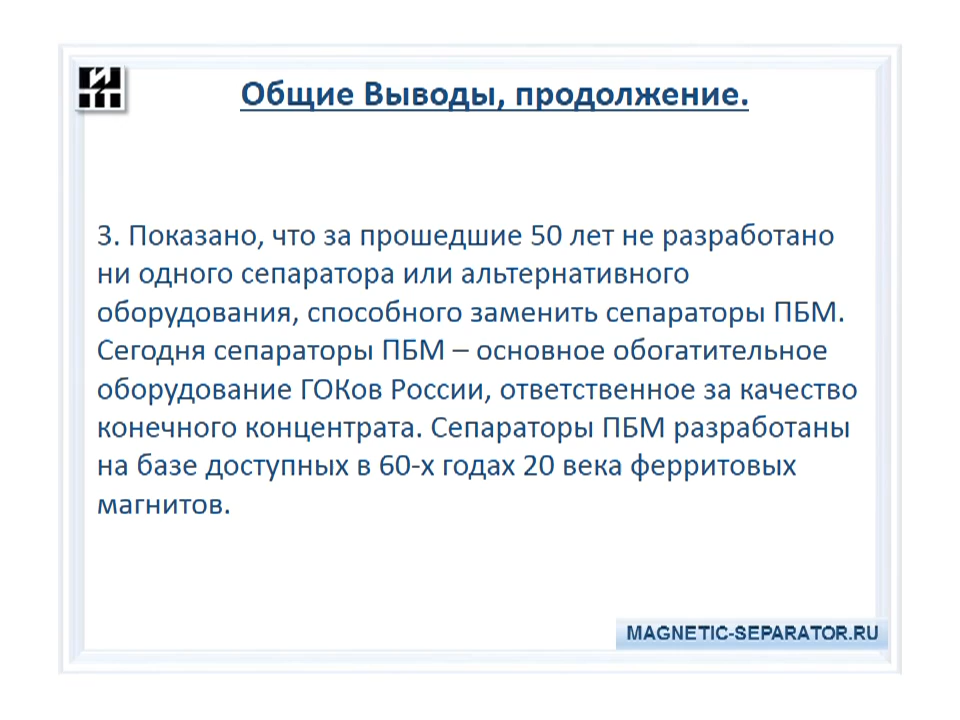 Общие Выводы, продолжение.
3. Показано, что за прошедшие 50 лет не разработано
ни одного сепаратора или альтернативного
оборудования, способного заменить сепараторы ПБМ.
Сегодня сепараторы ПБМ – основное обогатительное
оборудование ГОКов России, ответственное за качество
конечного концентрата. Сепараторы ПБМ разработаны
на базе доступных в 60-х годах 20 века ферритовых
магнитов.
MAGNETIC-SEPARATOR.RU